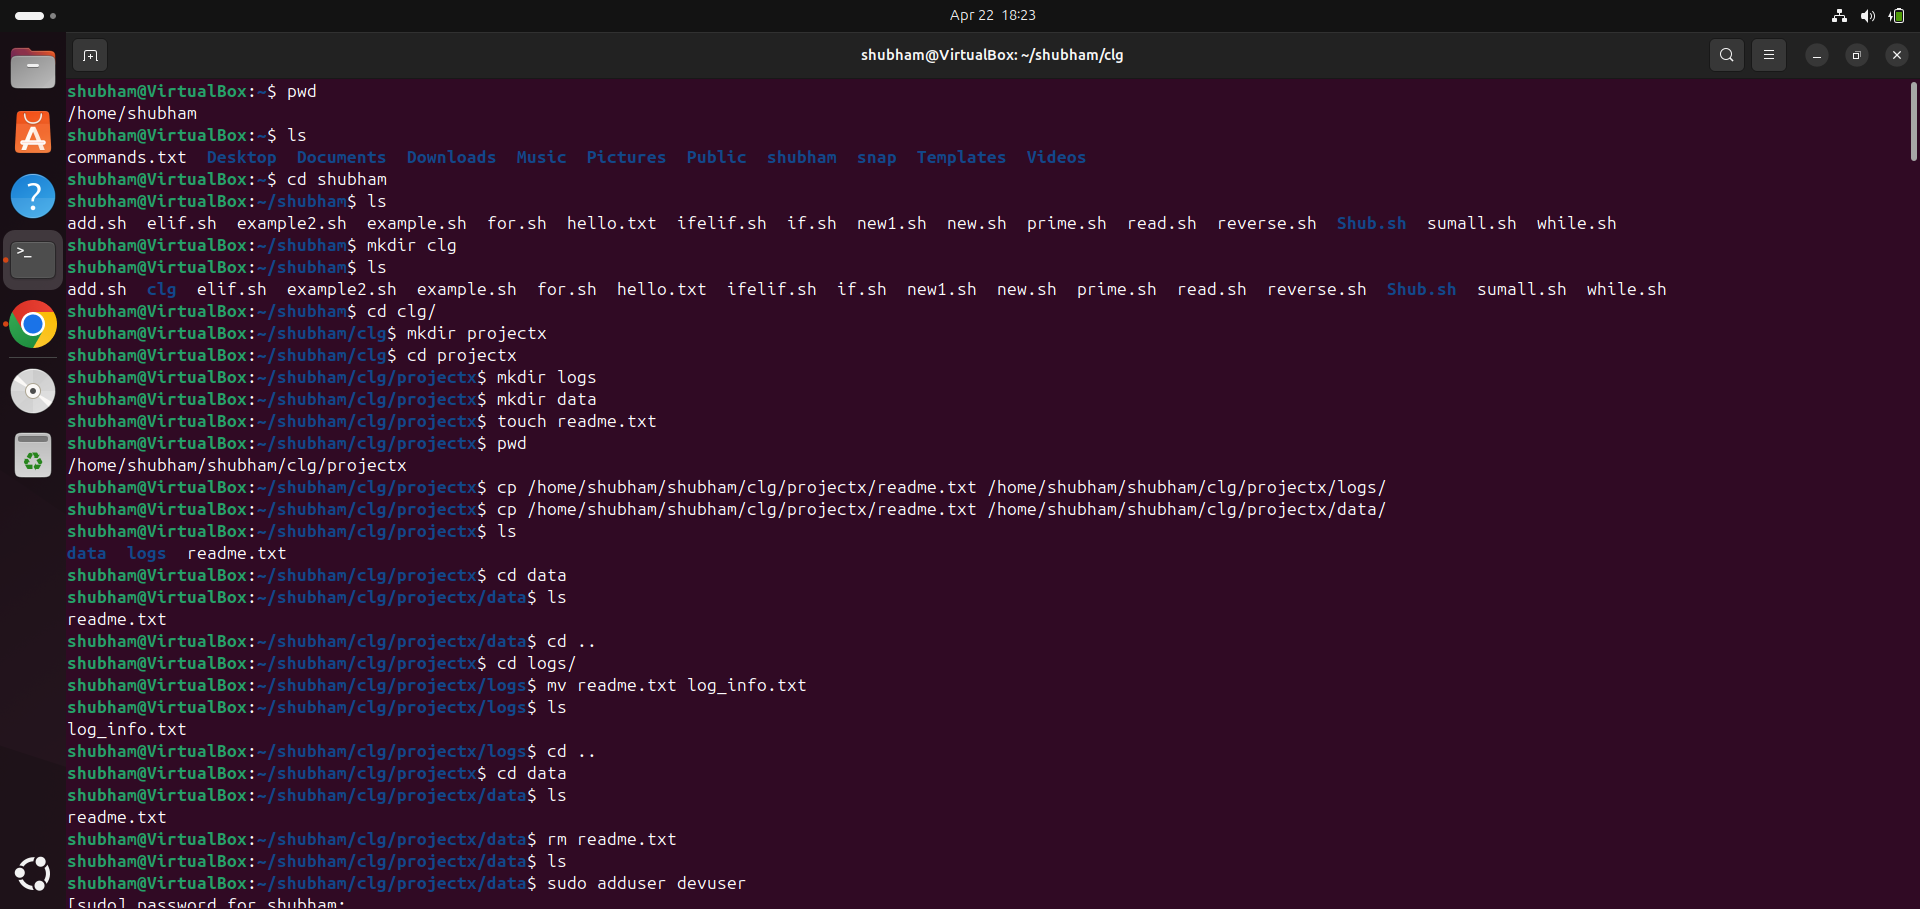 Apr 22 18:23
shubham@VirtualBox: ~/shubham/clg
shubham@VirtualBox:~$ pwd
/home/shubham
shubham@VirtualBox:~$ ls
commands.txt  Desktop  Documents  Downloads  Music  Pictures  Public  shubham  snap  Templates  Videos
shubham@VirtualBox:~$ cd shubham
shubham@VirtualBox:~/shubham$ ls
add.sh  elif.sh  example2.sh  example.sh  for.sh  hello.txt  ifelif.sh  if.sh  new1.sh  new.sh  prime.sh  read.sh  reverse.sh  Shub.sh  sumall.sh  while.sh
shubham@VirtualBox:~/shubham$ mkdir clg
shubham@VirtualBox:~/shubham$ ls
add.sh  clg  elif.sh  example2.sh  example.sh  for.sh  hello.txt  ifelif.sh  if.sh  new1.sh  new.sh  prime.sh  read.sh  reverse.sh  Shub.sh  sumall.sh  while.sh
shubham@VirtualBox:~/shubham$ cd clg/
shubham@VirtualBox:~/shubham/clg$ mkdir projectx
shubham@VirtualBox:~/shubham/clg$ cd projectx
shubham@VirtualBox:~/shubham/clg/projectx$ mkdir logs
shubham@VirtualBox:~/shubham/clg/projectx$ mkdir data
shubham@VirtualBox:~/shubham/clg/projectx$ touch readme.txt
shubham@VirtualBox:~/shubham/clg/projectx$ pwd
/home/shubham/shubham/clg/projectx
shubham@VirtualBox:~/shubham/clg/projectx$ cp /home/shubham/shubham/clg/projectx/readme.txt /home/shubham/shubham/clg/projectx/logs/
shubham@VirtualBox:~/shubham/clg/projectx$ cp /home/shubham/shubham/clg/projectx/readme.txt /home/shubham/shubham/clg/projectx/data/
shubham@VirtualBox:~/shubham/clg/projectx$ ls
data  logs  readme.txt
shubham@VirtualBox:~/shubham/clg/projectx$ cd data
shubham@VirtualBox:~/shubham/clg/projectx/data$ ls
readme.txt
shubham@VirtualBox:~/shubham/clg/projectx/data$ cd ..
shubham@VirtualBox:~/shubham/clg/projectx$ cd logs/
shubham@VirtualBox:~/shubham/clg/projectx/logs$ mv readme.txt log_info.txt
shubham@VirtualBox:~/shubham/clg/projectx/logs$ ls
log_info.txt
shubham@VirtualBox:~/shubham/clg/projectx/logs$ cd ..
shubham@VirtualBox:~/shubham/clg/projectx$ cd data
shubham@VirtualBox:~/shubham/clg/projectx/data$ ls
readme.txt
shubham@VirtualBox:~/shubham/clg/projectx/data$ rm readme.txt
shubham@VirtualBox:~/shubham/clg/projectx/data$ ls
shubham@VirtualBox:~/shubham/clg/projectx/data$ sudo adduser devuser
[sudo] password for shubham: